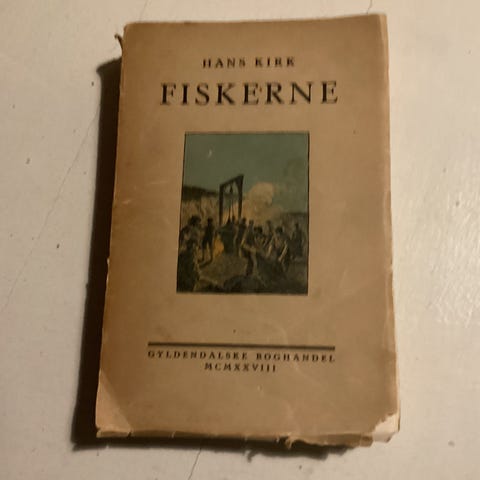 HANS KIRK
FISKERNE
GYLDENDALSKE BOGHANDEL
MCMXXVIII